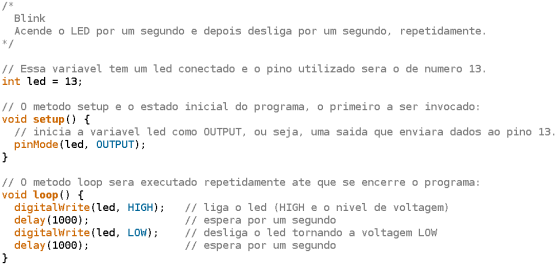 /*
  Blink
  Acende o LED por um segundo e depois desliga por um segundo, repetidamente.
*/
// Essa variavel tem um led conectado e o pino utilizado sera o de numero 13.
int led = 13;
// O metodo setup e o estado inicial do programa, o primeiro a ser invocado:
void setup() {
  // inicia a variavel led como OUTPUT, ou seja, uma saida que enviara dados ao pino 13.
  pinMode(led, OUTPUT);
}
// O metodo loop sera executado repetidamente ate que se encerre o programa:
void loop() {
  digitalWrite(led, HIGH);   // liga o led (HIGH e o nivel de voltagem)
  delay(1000);               // espera por um segundo
  digitalWrite(led, LOW);    // desliga o led tornando a voltagem LOW
  delay(1000);               // espera por um segundo
}